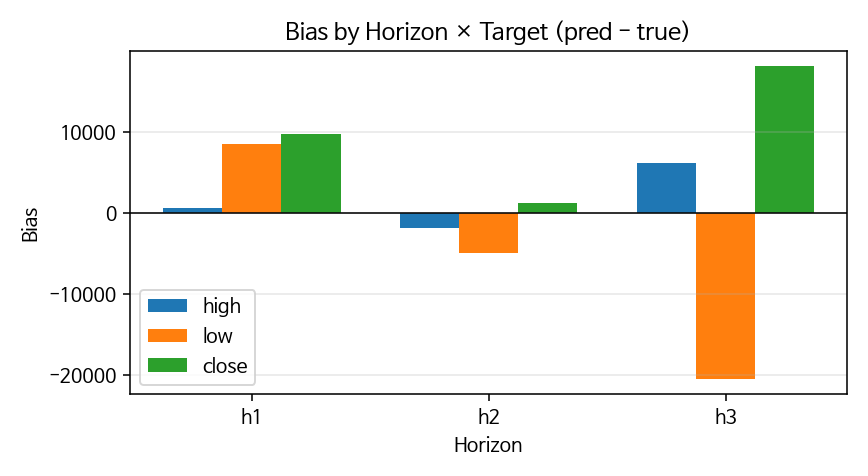 Bias by Horizon × Target (pred − true)
Bias
10000
0
−10000
−20000
high
low
close
h1 h2 h3
Horizon